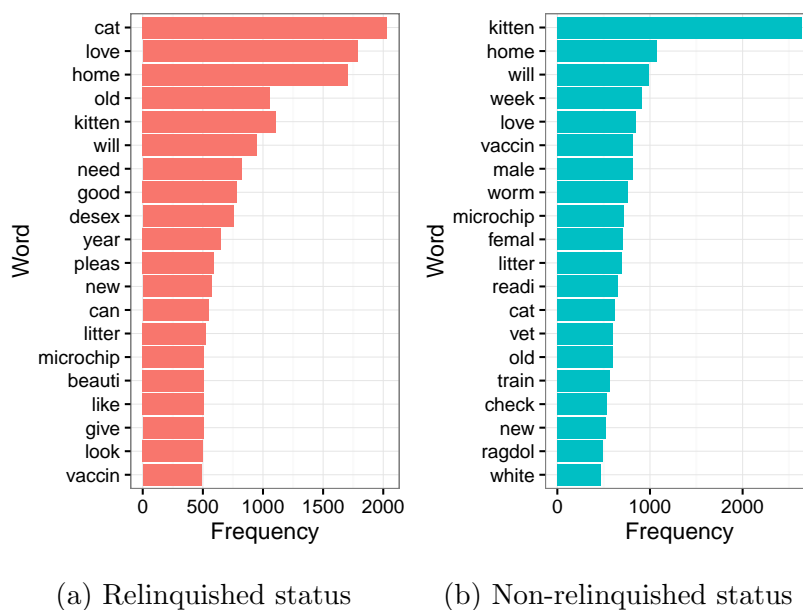 cat
love
home
old
kitten
will
need
good
desex
year
pleas
new
can
litter
microchip
beauti
like
give
look
vaccin
Word
0 500 1000 1500 2000
Frequency
(a) Relinquished status
kitten
home
will
week
love
vaccin
male
worm
microchip
femal
litter
readi
cat
vet
old
train
check
new
ragdol
white
Word
0 1000 2000
Frequency
(b) Non-relinquished status